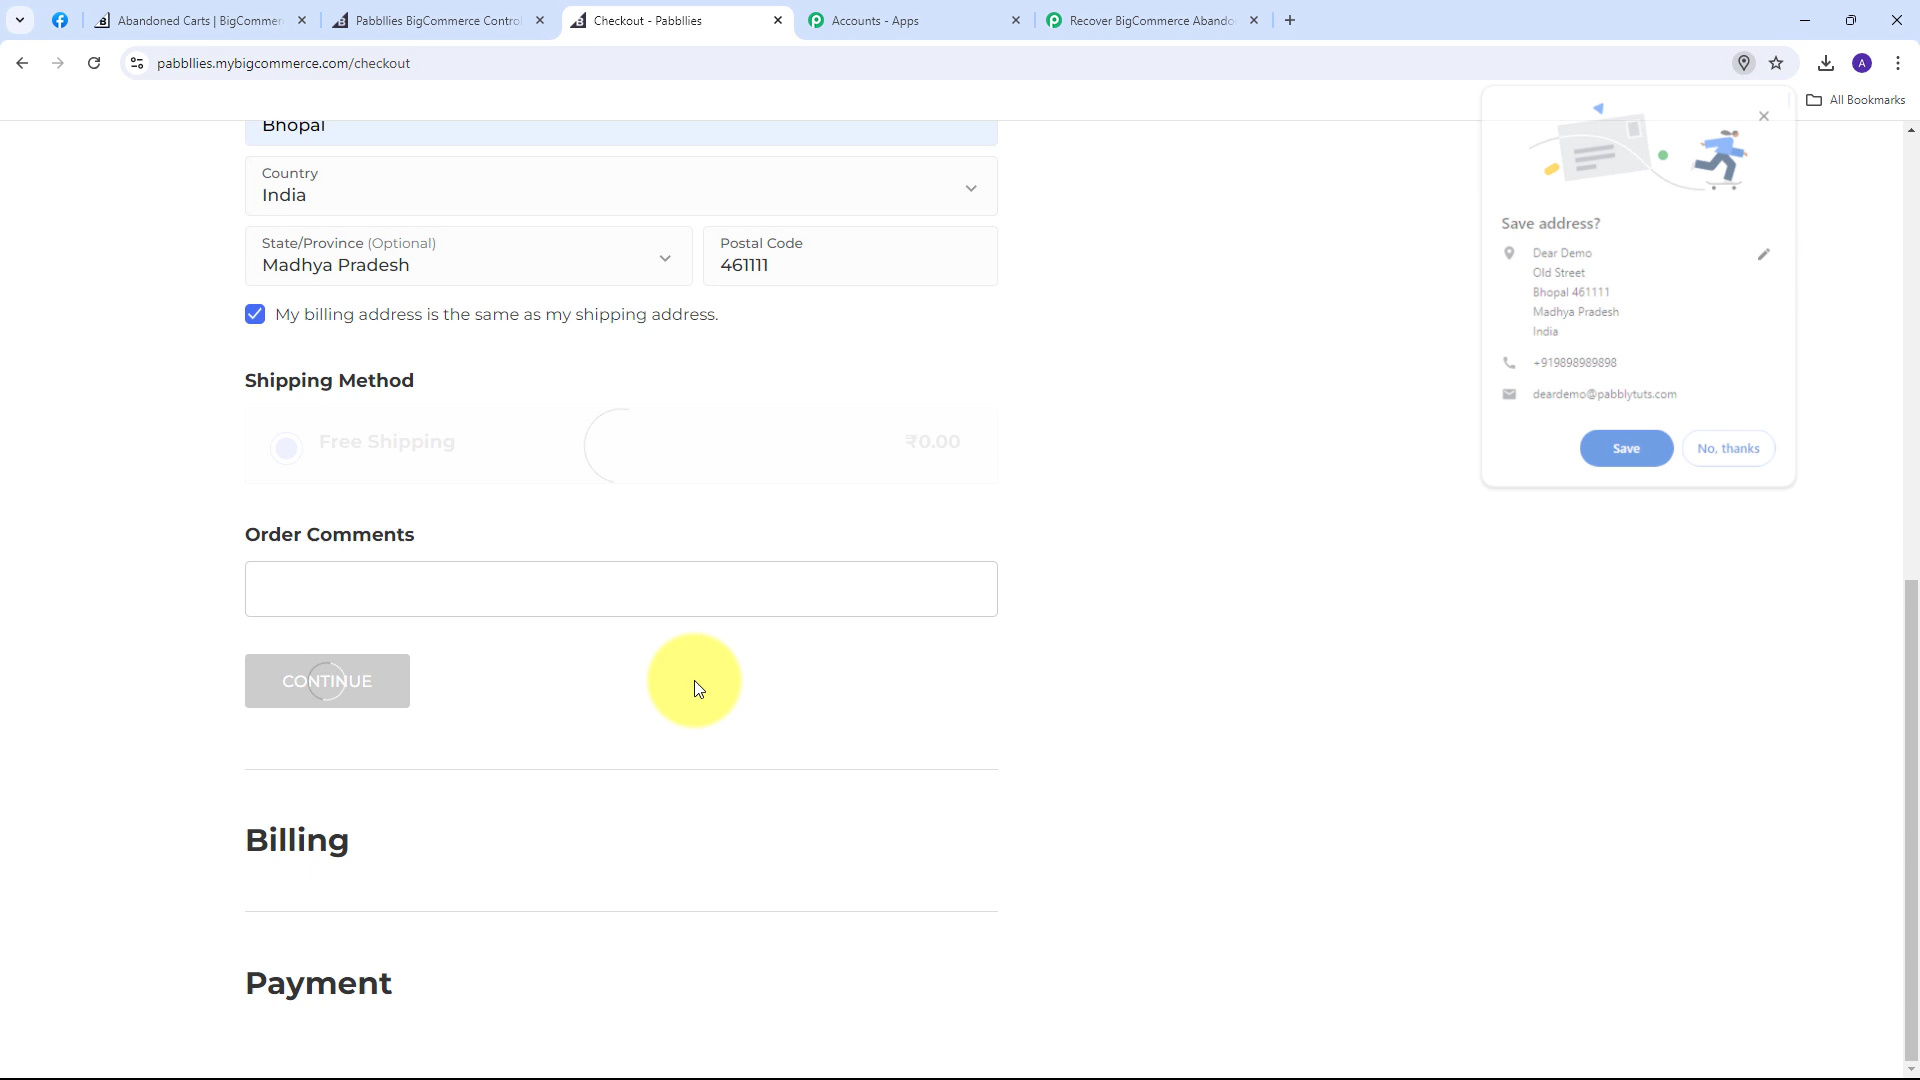 Abandoned Carts | BigCommer
Pabbllies BigCommerce Contro
Checkout - Pabbllies
Accounts - Apps
Recover BigCommerce Abando
pabbllies.mybigcommerce.com/checkout
A
All Bookmarks
Bhopal
Country
India
State/Province (Optional)
Madhya Pradesh
Postal Code
461111
My billing address is the same as my shipping address.
Shipping Method
Free Shipping
₹0.00
Order Comments
CONTINUE
Billing
Payment
Save address?
Dear Demo
Old Street
Bhopal 461111
Madhya Pradesh
India
+919898989898
deardemo@pabblytuts.com
Save
No, thanks